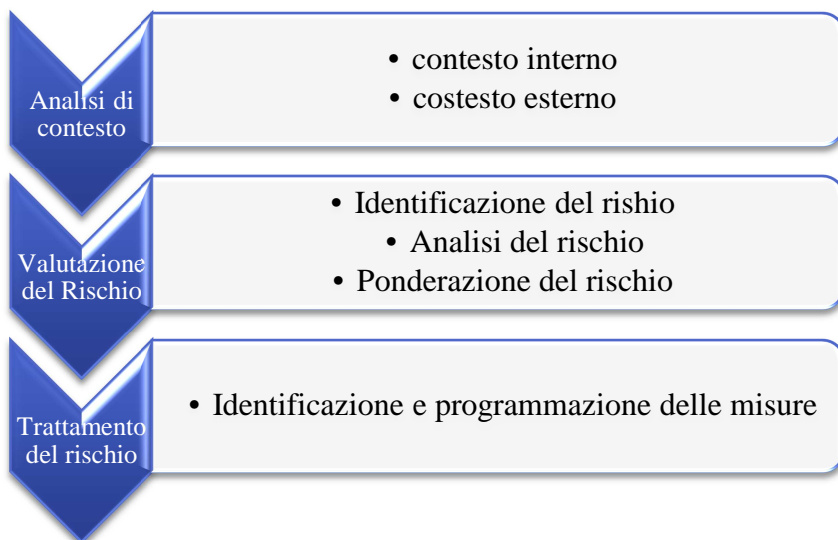 Analisi di
contesto
• contesto interno
• costesto esterno
Valutazione
del Rischio
• Identificazione del rishio
• Analisi del rischio
• Ponderazione del rischio
Trattamento
del rischio
• Identificazione e programmazione delle misure